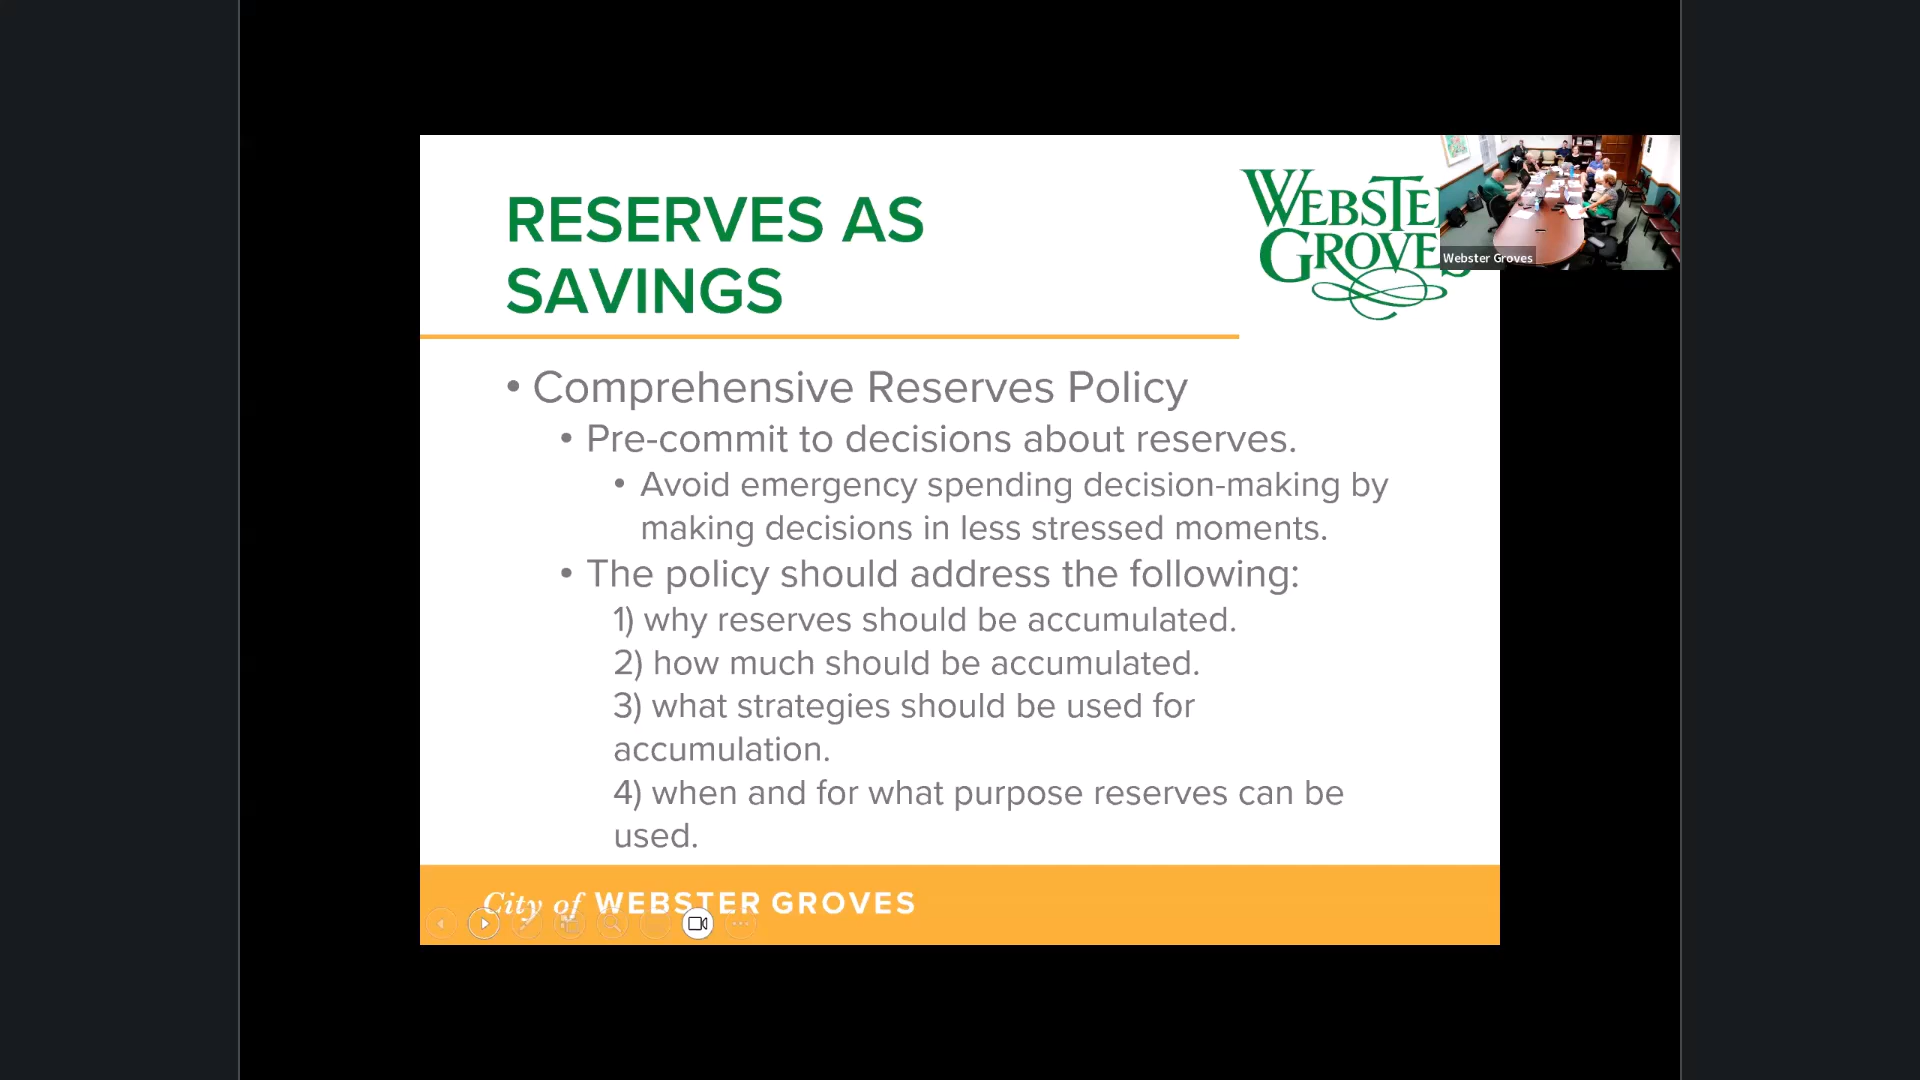 RESERVES AS
SAVINGS
WEBSTE
GROVES
Webster Groves
• Comprehensive Reserves Policy
• Pre-commit to decisions about reserves.
• Avoid emergency spending decision-making by
making decisions in less stressed moments.
• The policy should address the following:
1) why reserves should be accumulated.
2) how much should be accumulated.
3) what strategies should be used for
accumulation.
4) when and for what purpose reserves can be
used.
City of WEBSTER GROVES